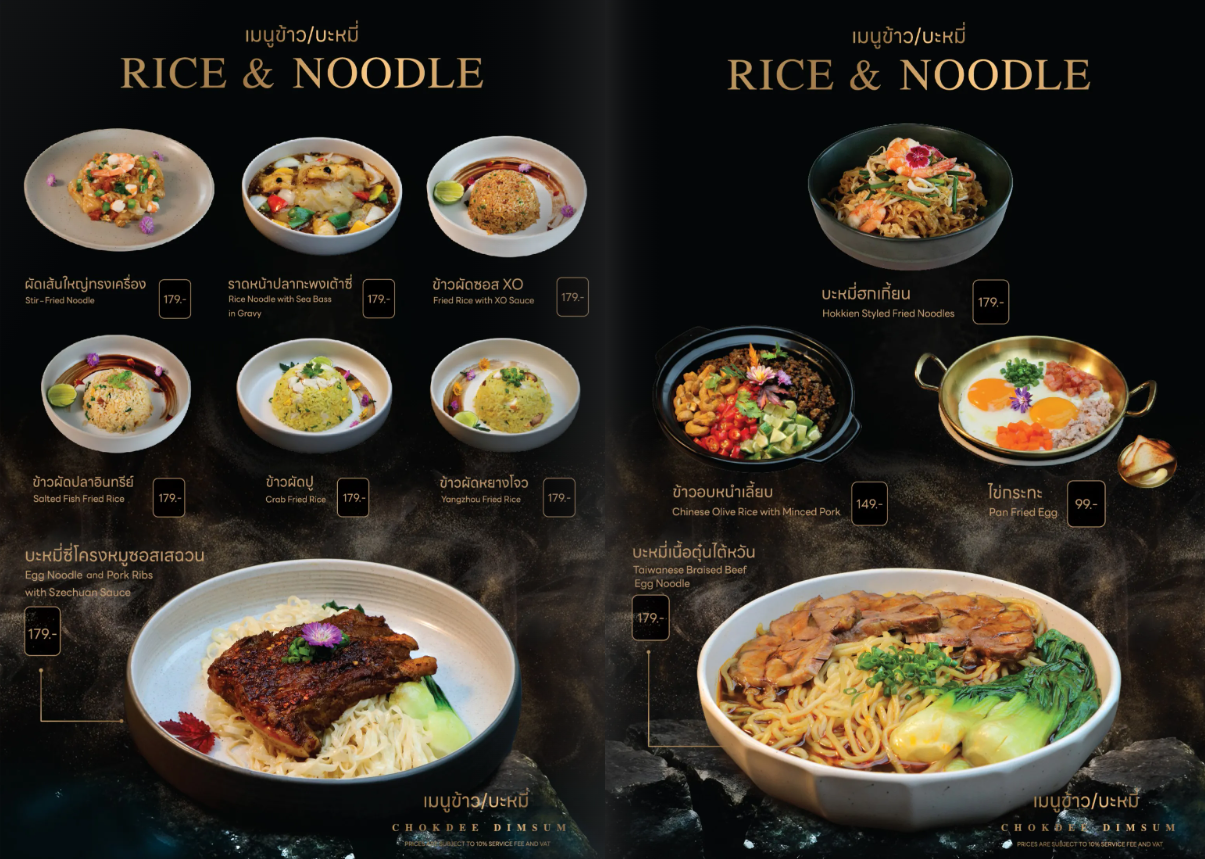 เมนูข้าว/บะหมี่
RICE & NOODLE
ผัดเส้นใหญ่ทรงเครื่อง
Stir-Fried Noodle
179.-
ราดหน้าปลากะพงเต้าซี่
Rice Noodle with Sea Bass
in Gravy
179.-
ข้าวผัดซอส XO
Fried Rice with XO Sauce
179.-
ข้าวผัดปลาอินทรีย์
Salted Fish Fried Rice
179.-
ข้าวผัดปู
Crab Fried Rice
179.-
ข้าวผัดหยางโจว
Yangzhou Fried Rice
179.-
บะหมี่ซี่โครงหมูซอสเสฉวน
Egg Noodle and Pork Ribs
with Szechuan Sauce
179.-
เมนูข้าว/บะหมี่
CHOKDEE DIMSUM
PRICES ARE SUBJECT TO 10% SERVICE FEE AND VAT
เมนูข้าว/บะหมี่
RICE & NOODLE
บะหมี่ฮกเกี้ยน
Hokkien Styled Fried Noodles
179.-
ข้าวอบหนำเลี้ยบ
Chinese Olive Rice with Minced Pork
149.-
ไข่กระทะ
Pan Fried Egg
99.-
บะหมี่เนื้อตุ๋นไต้หวัน
Taiwanese Braised Beef
Egg Noodle
179.-
เมนูข้าว/บะหมี่
CHOKDEE DIMSUM
PRICES ARE SUBJECT TO 10% SERVICE FEE AND VAT